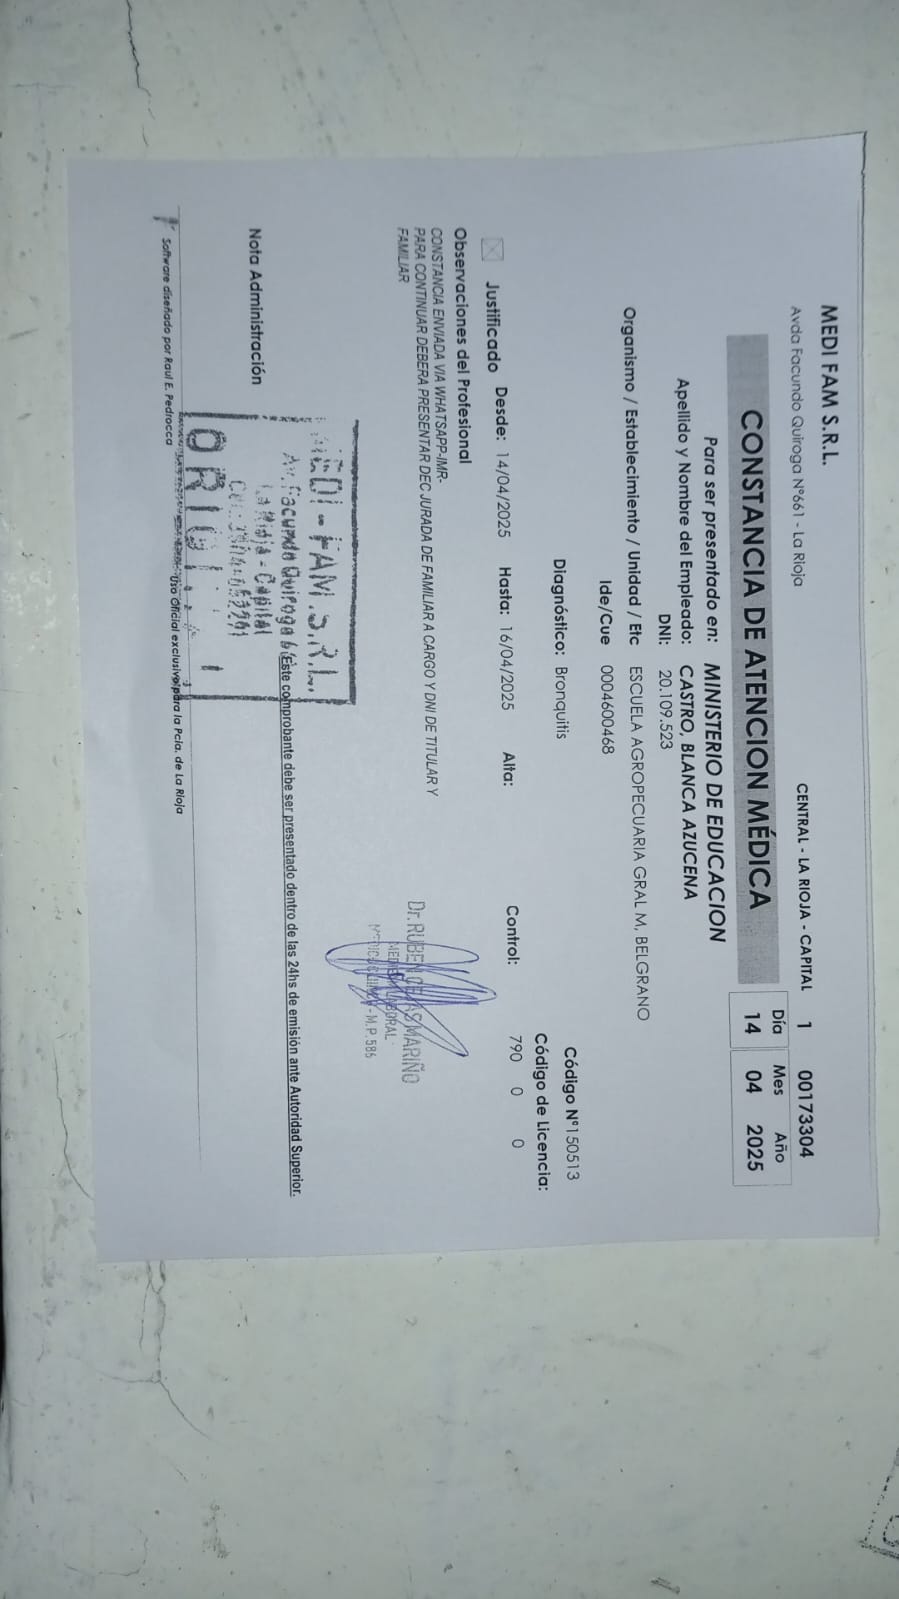 MEDI FAM S.R.L.
Avda Facundo Quiroga Nº661 - La Rioja
CENTRAL - LA RIOJA - CAPITAL 1 00173304
CONSTANCIA DE ATENCION MÉDICA
Día Mes Año
14 04 2025
Para ser presentado en: MINISTERIO DE EDUCACION
Apellido y Nombre del Empleado: CASTRO, BLANCA AZUCENA
DNI: 20.109.523
Organismo / Establecimiento / Unidad / Etc ESCUELA AGROPECUARIA GRAL M. BELGRANO
Ide/Cue 0004600468
Código Nº150513
Diagnóstico: Bronquitis
Código de Licencia:
790 0 0
Justificado Desde: 14/04/2025 Hasta: 16/04/2025 Alta: Control:
Observaciones del Profesional
CONSTANCIA ENVIADA VIA WHATSAPP-IMR-
PARA CONTINUAR DEBERA PRESENTAR DEC JURADA DE FAMILIAR A CARGO Y DNI DE TITULAR Y
FAMILIAR
Dr. RUBEN MARIÑO
LABORAL
M.P. 586
MEDI-FAM.S.R.L.
Av. Facundo Quiroga
La Rioja - Capital
Nota Administración
(Este comprobante debe ser presentado dentro de las 24hs de emisión ante Autoridad Superior.
Software diseñado por Raul E. Pedrocca
Uso Oficial exclusivo para la Pcia. de La Rioja